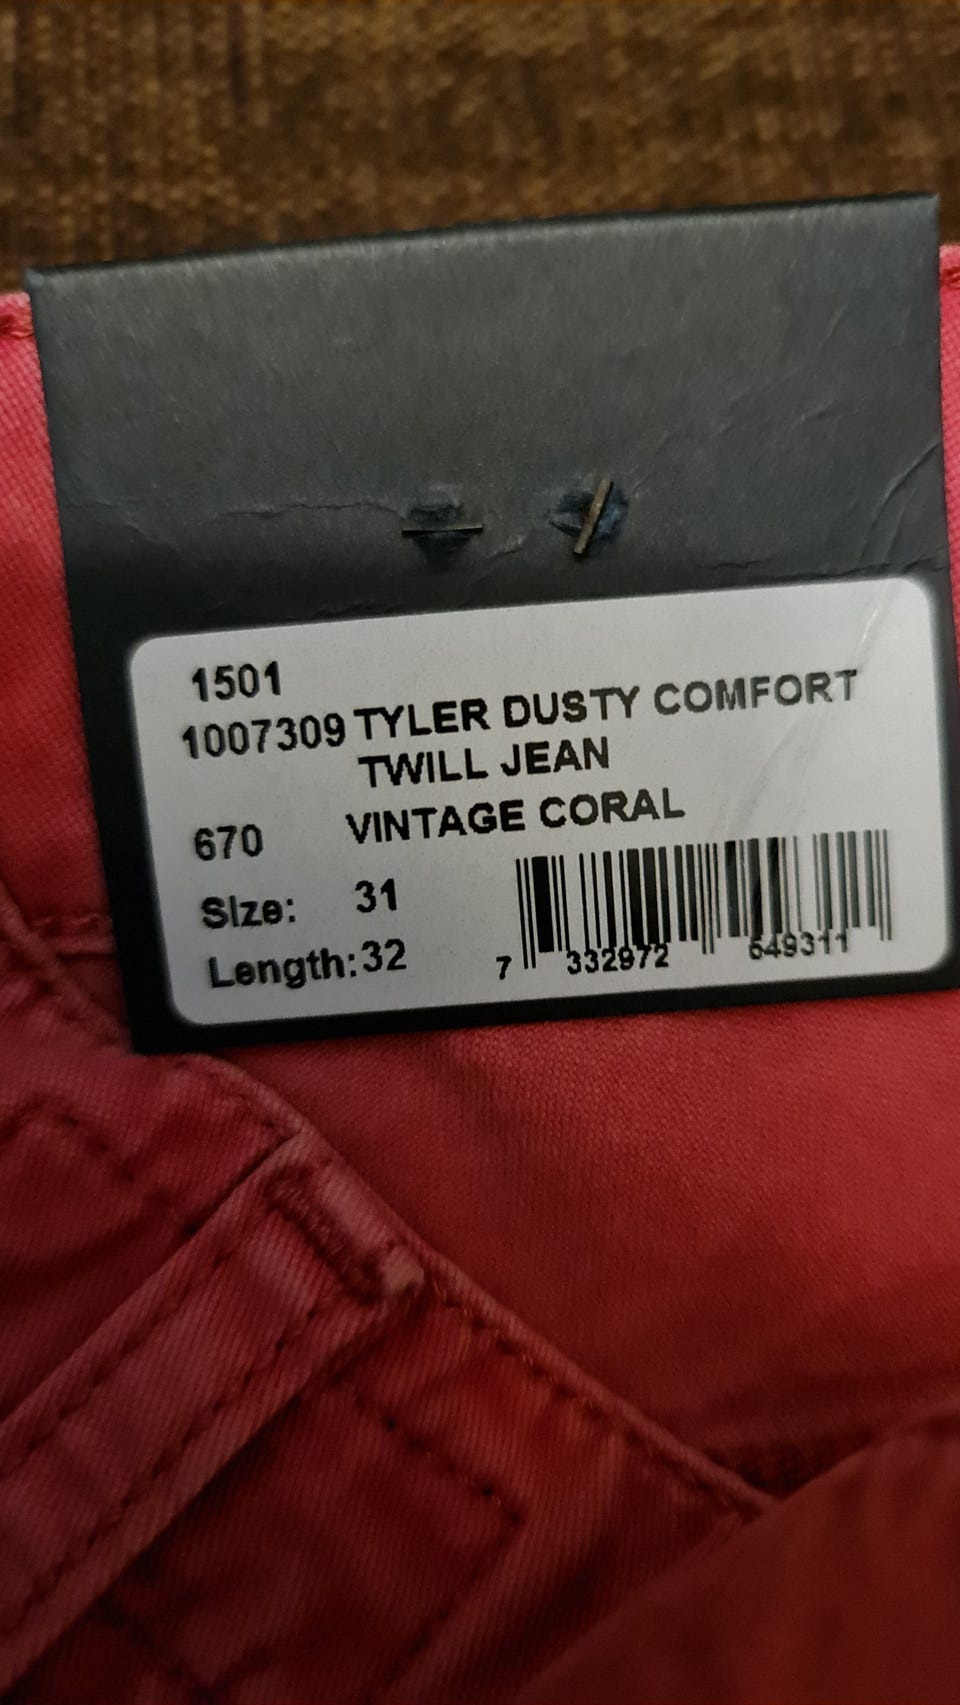 1501
1007309 TYLER DUSTY COMFORT
TWILL JEAN
670 VINTAGE CORAL
Size: 31
Length: 32
7 332972 649311